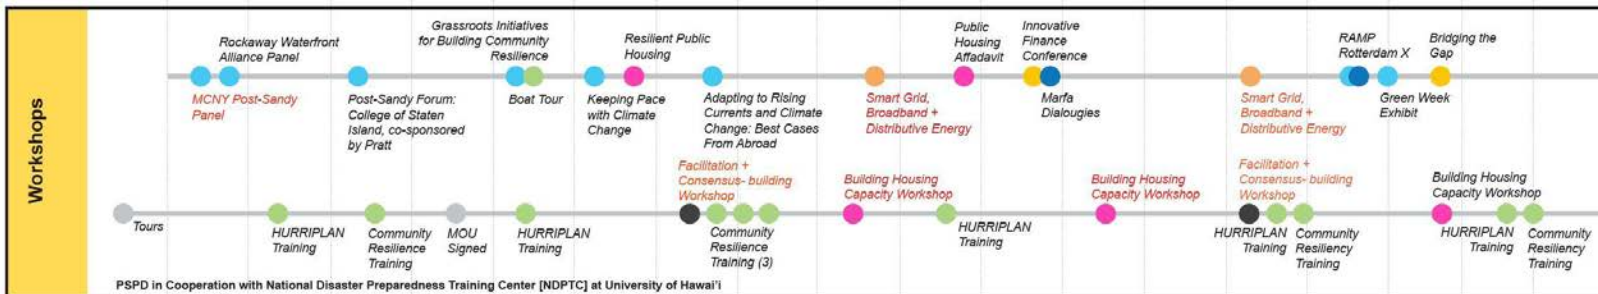 Workshops
Rockaway Waterfront
Alliance Panel
MCNY Post-Sandy
Panel
Post-Sandy Forum:
College of Staten
Island, co-sponsored
by Pratt
Grassroots Initiatives
for Building Community
Resilience
Boat Tour
Keeping Pace
with Climate
Change
Resilient Public
Housing
Adapting to Rising
Currents and Climate
Change: Best Cases
From Abroad
Smart Grid,
Broadband +
Distributive Energy
Public
Housing
Affadavit
Innovative
Finance
Conference
Marfa
Dialougies
Smart Grid,
Broadband +
Distributive Energy
RAMP
Rotterdam X
Green Week
Exhibit
Bridging the
Gap
Tours
HURRIPLAN
Training
Community
Resilience
Training
MOU
Signed
HURRIPLAN
Training
Facilitation +
Consensus- building
Workshop
Community
Resilience
Training (3)
Building Housing
Capacity Workshop
HURRIPLAN
Training
Building Housing
Capacity Workshop
Facilitation +
Consensus- building
Workshop
HURRIPLAN
Training
Community
Resiliency
Training
Building Housing
Capacity Workshop
HURRIPLAN
Training
Community
Resiliency
Training
PSPD in Cooperation with National Disaster Preparedness Training Center [NDPTC] at University of Hawai'i